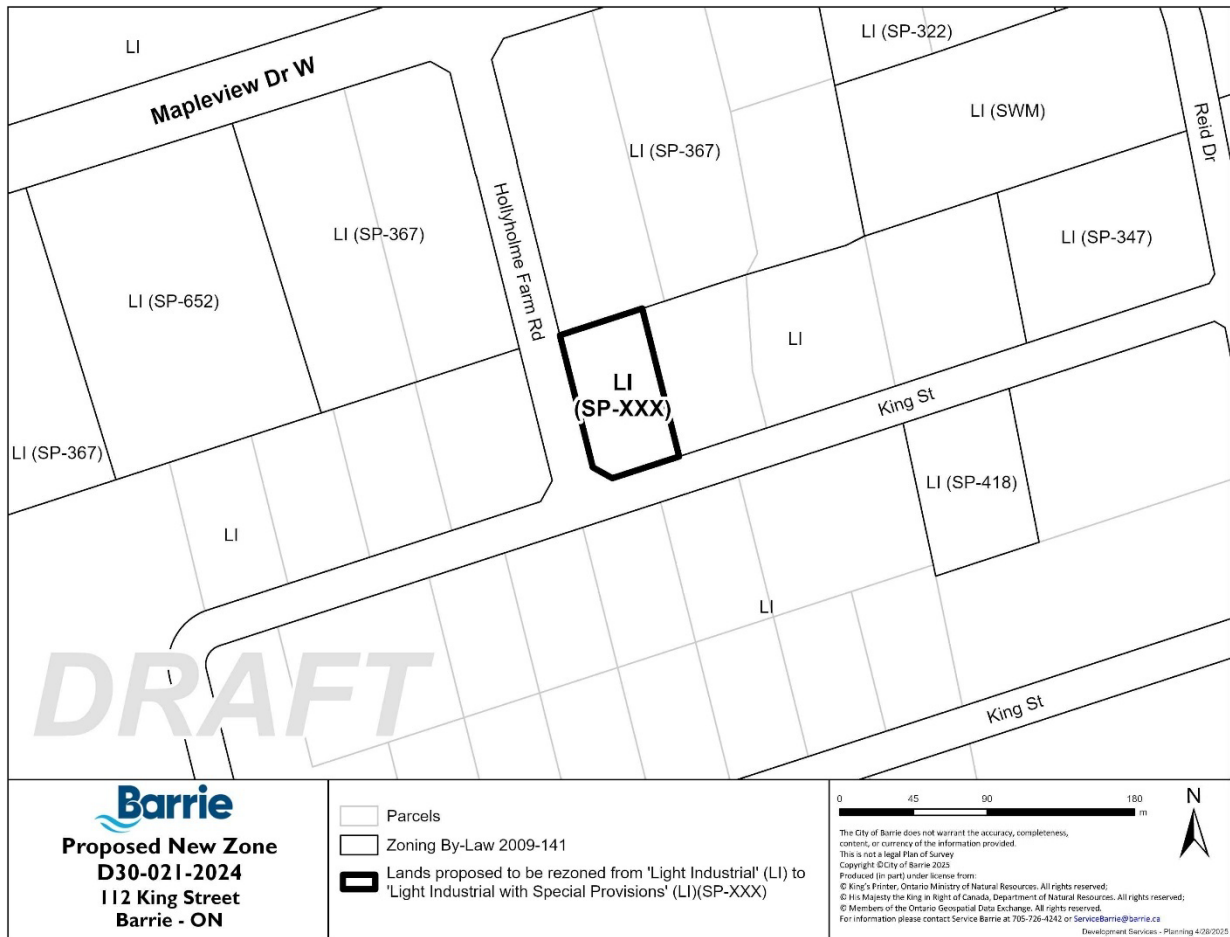 LI
LI (SP-322)
Mapleview Dr W
LI (SWM)
Reid Dr
LI (SP-367)
Hollyholme Farm Rd
LI (SP-367)
LI (SP-347)
LI (SP-652)
LI
LI
(SP-XXX)
King St
LI (SP-367)
LI (SP-418)
LI
LI
DRAFT
King St
Barrie
Proposed New Zone
D30-021-2024
112 King Street
Barrie - ON
Parcels
Zoning By-Law 2009-141
Lands proposed to be rezoned from 'Light Industrial' (LI) to
'Light Industrial with Special Provisions' (LI)(SP-XXX)
0 45 90 180
m
N
The City of Barrie does not warrant the accuracy, completeness,
content, or currency of the information provided.
This is not a legal Plan of Survey
Copyright ©City of Barrie 2025
Produced (in part) under license from:
© King's Printer, Ontario Ministry of Natural Resources. All rights reserved;
© His Majesty the King in Right of Canada, Department of Natural Resources. All rights reserved;
© Members of the Ontario Geospatial Data Exchange. All rights reserved.
For information please contact Service Barrie at 705-726-4242 or ServiceBarrie@barrie.ca
Development Services - Planning 4/28/2025